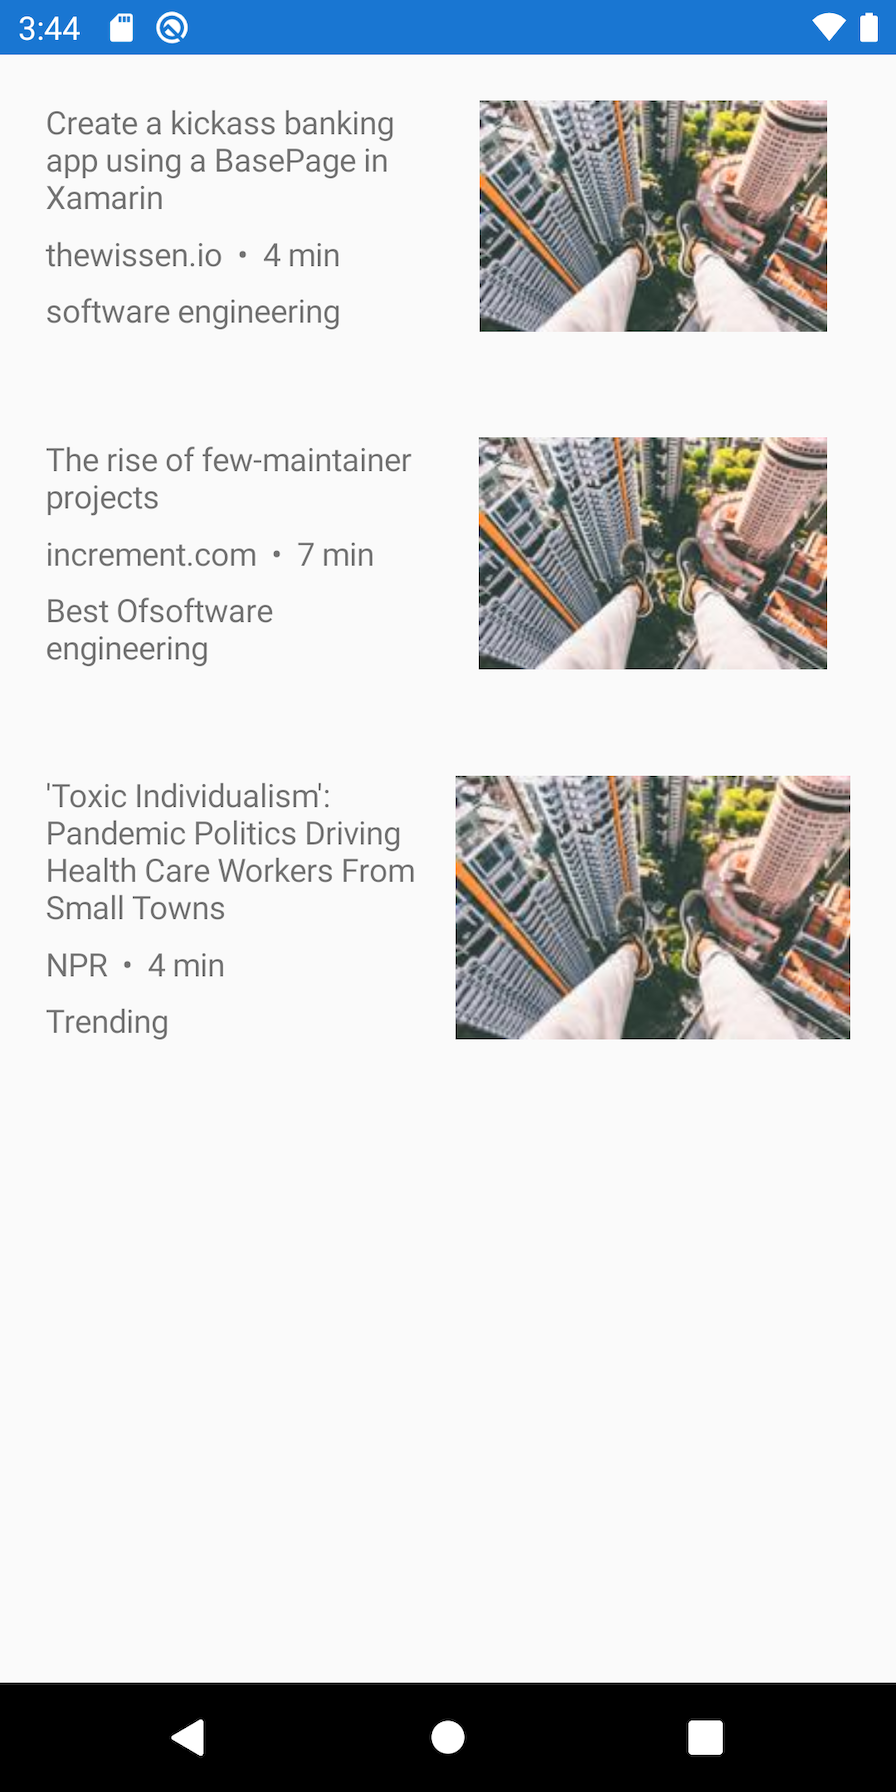 3:44
Create a kickass banking
app using a BasePage in
Xamarin
thewissen.io • 4 min
software engineering
The rise of few-maintainer
projects
increment.com • 7 min
Best Ofsoftware
engineering
'Toxic Individualism':
Pandemic Politics Driving
Health Care Workers From
Small Towns
NPR • 4 min
Trending